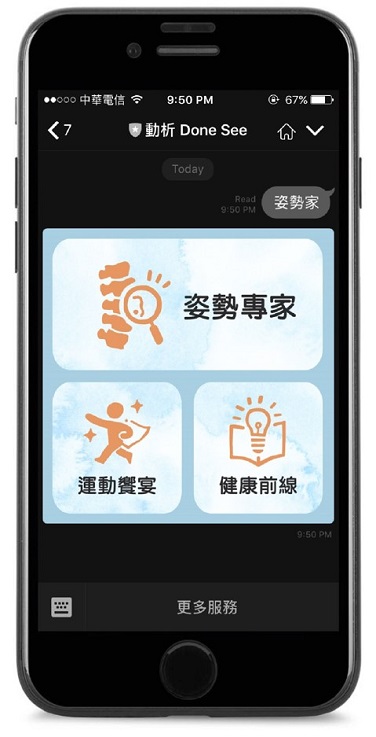 中華電信
9:50 PM
67%
7
動析 Done See
Today
Read
9:50 PM
姿勢家
姿勢專家
運動饗宴
健康前線
9:50 PM
更多服務